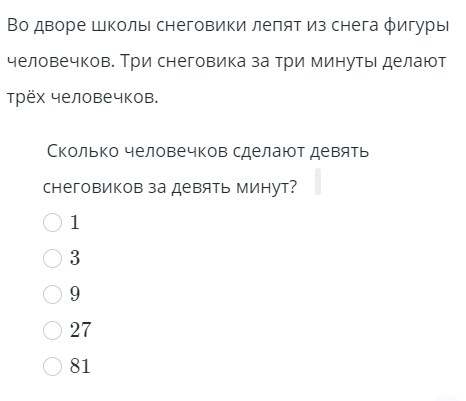 Во дворе школы снеговики лепят из снега фигуры
человечков. Три снеговика за три минуты делают
трёх человечков.
Сколько человечков сделают девять
снеговиков за девять минут?
1
3
9
27
81